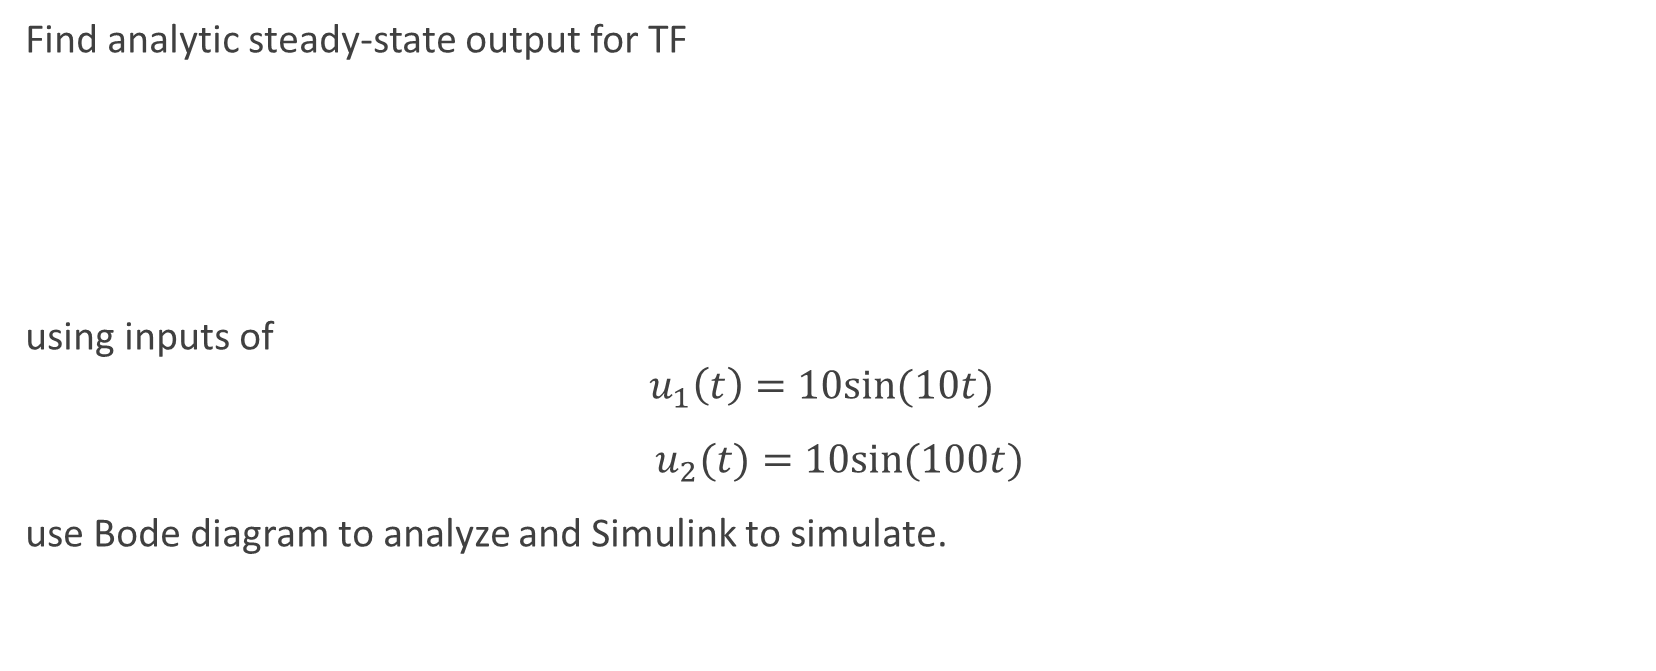 Find analytic steady-state output for TF
using inputs of
u₁(t) = 10sin(10t)
u₂(t) = 10sin(100t)
use Bode diagram to analyze and Simulink to simulate.